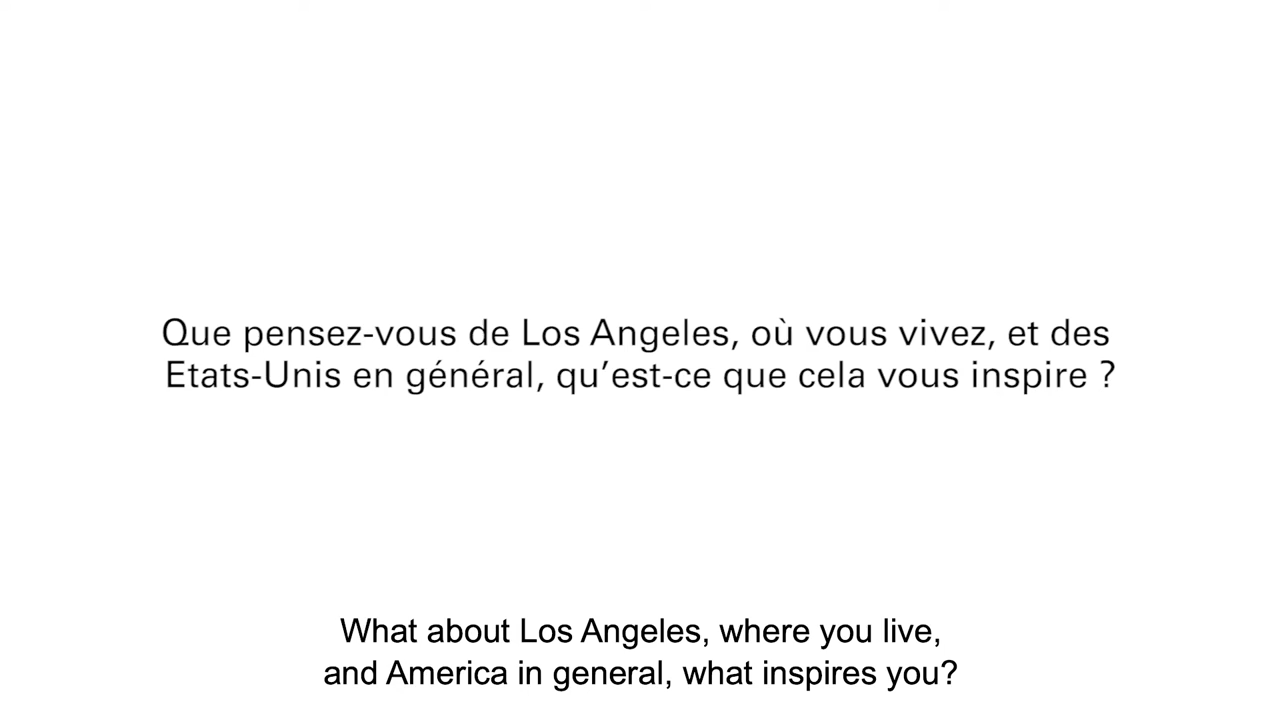 Que pensez-vous de Los Angeles, où vous vivez, et des
Etats-Unis en général, qu’est-ce que cela vous inspire ?
What about Los Angeles, where you live,
and America in general, what inspires you?